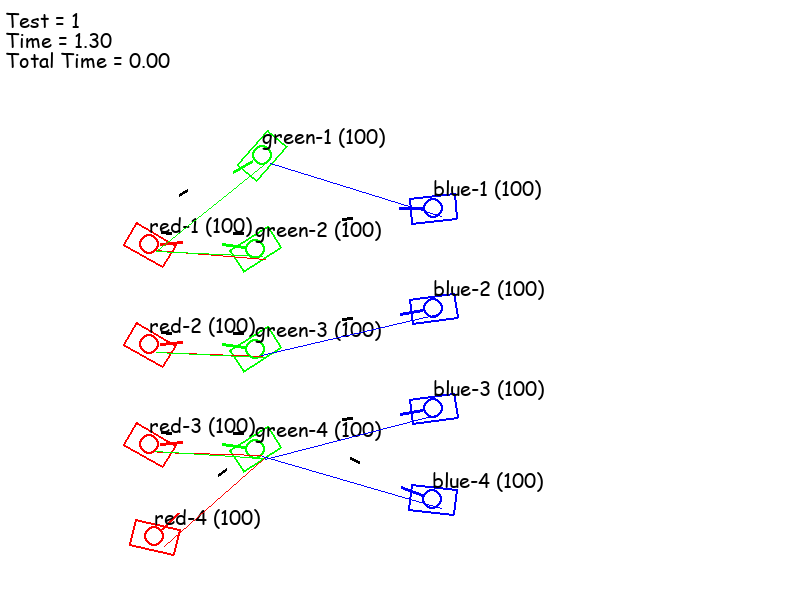 Test = 1
Time = 1.30
Total Time = 0.00
green-1 (100)
blue-1 (100)
red-1 (100)
green-2 (100)
blue-2 (100)
red-2 (100)
green-3 (100)
blue-3 (100)
red-3 (100)
green-4 (100)
blue-4 (100)
red-4 (100)